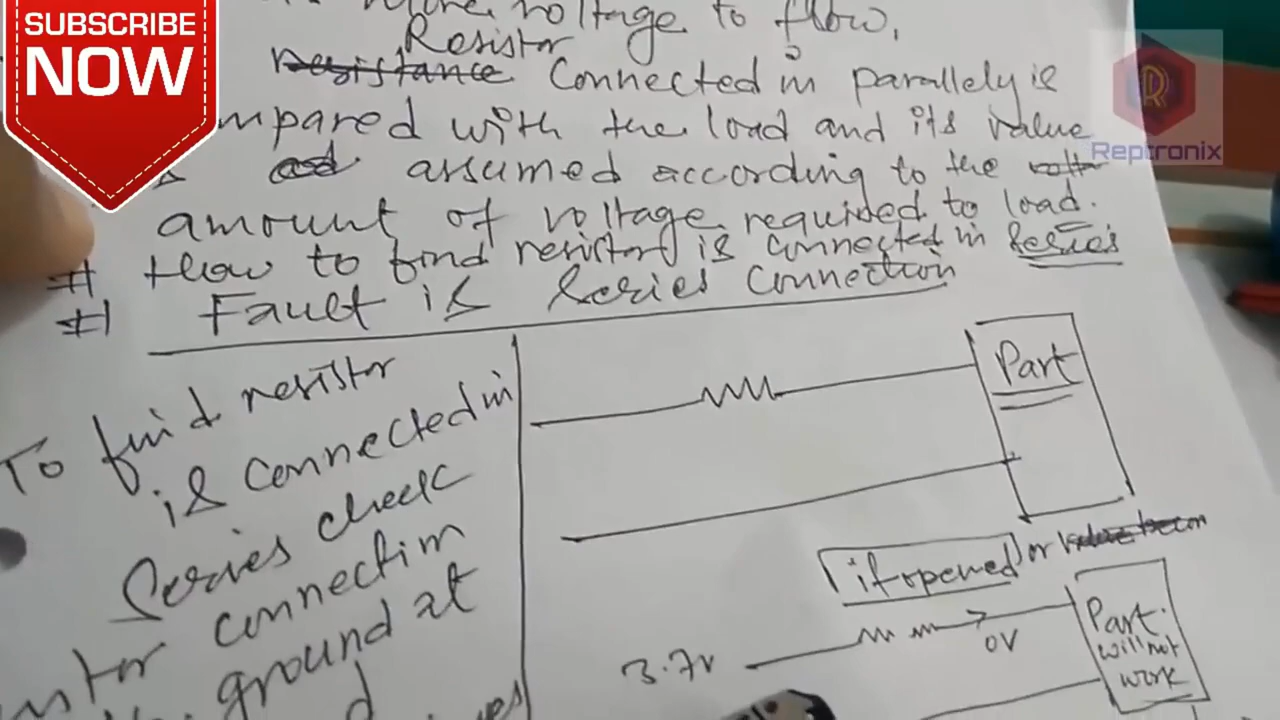 SUBSCRIBE
NOW
voltage to flow,
Resistor
resistance Connected in parallely is
mpared with the load and its value
assumed according to the
amount of voltage required to load.
# How to find resistor is connected in series
# Fault is series connection
To find resistor
is connected in
series check
connection
ground at
Part
if opened or
3.7v
0V
Part
will not
work
R
Reptronix